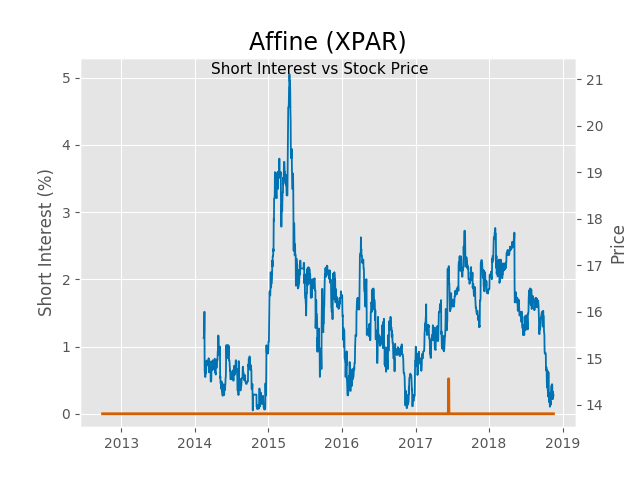 Affine (XPAR)
Short Interest vs Stock Price
Short Interest (%)
5
4
3
2
1
0
21
20
19
18
17
16
15
14
Price
2013 2014 2015 2016 2017 2018 2019